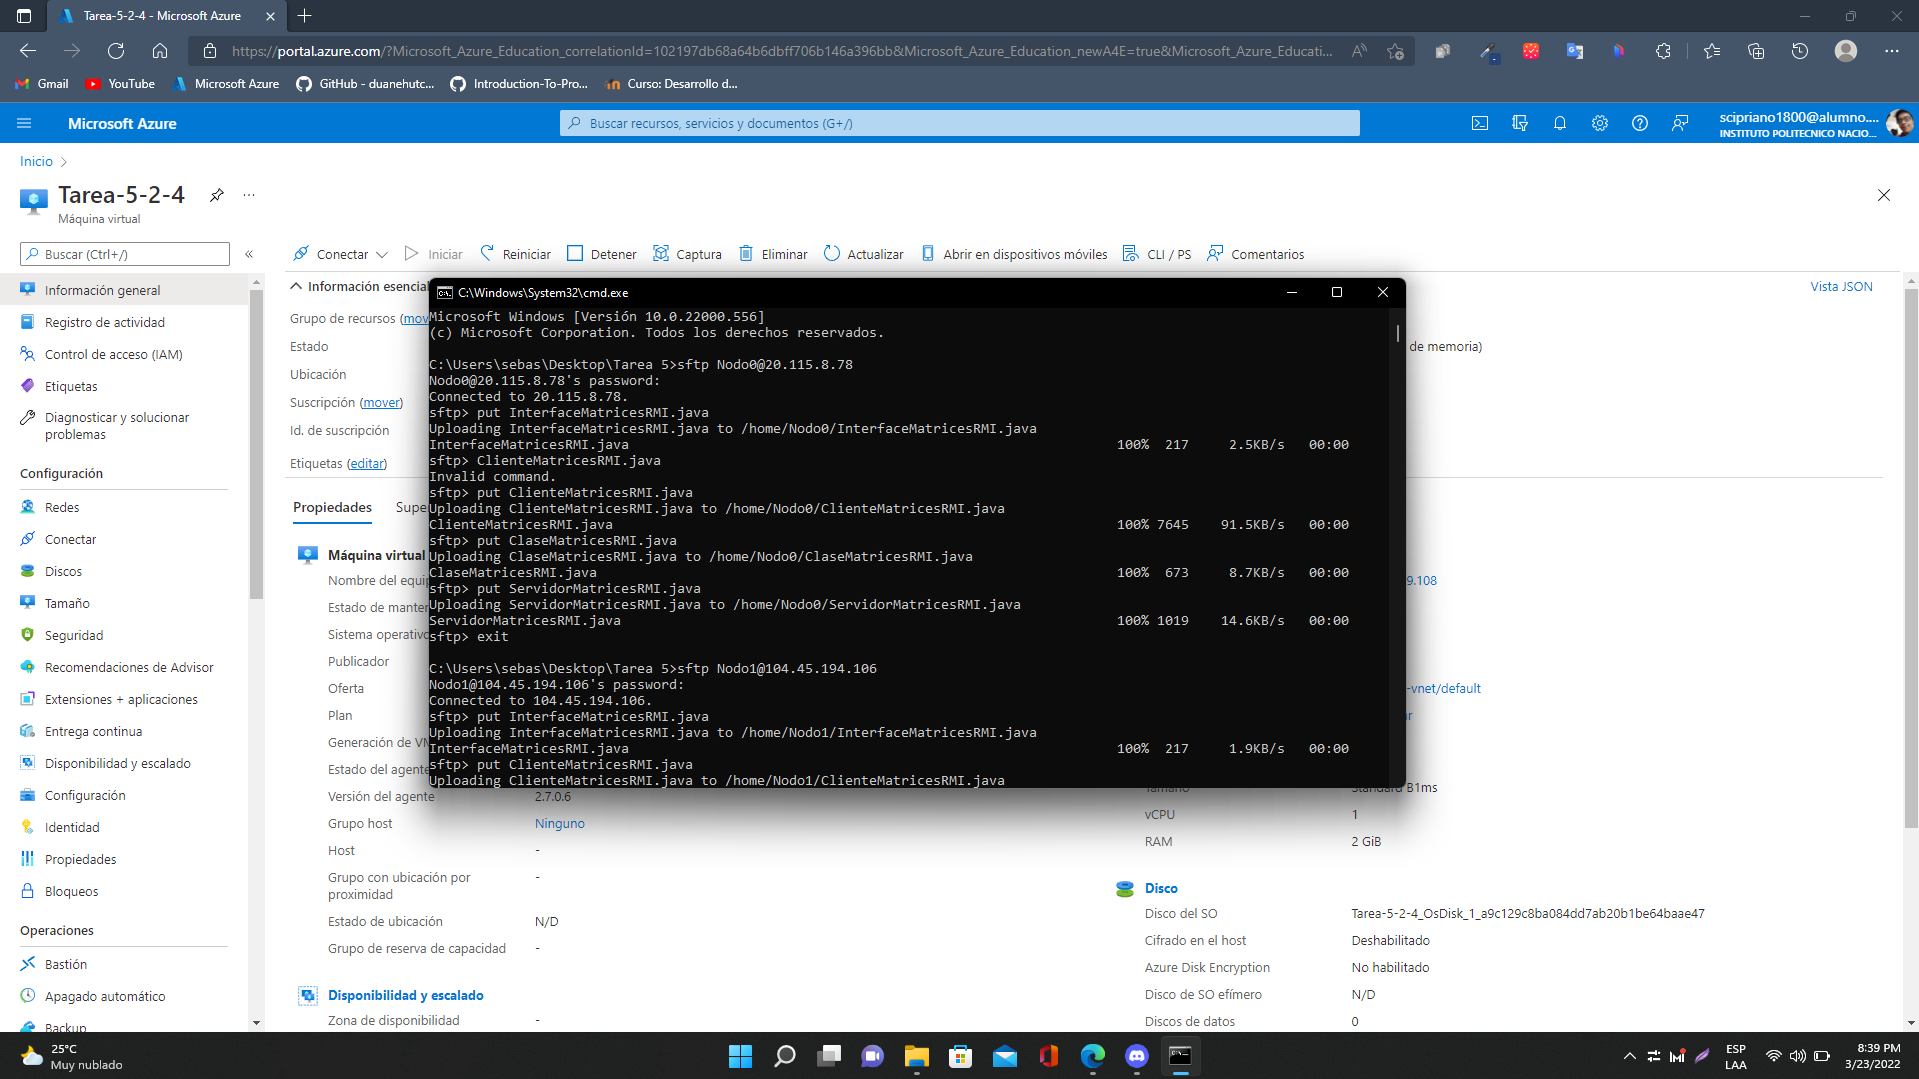 Tarea-5-2-4 - Microsoft Azure
https://portal.azure.com/?Microsoft_Azure_Education_correlationId=102197db68a64b6dbff706b146a396bb&Microsoft_Azure_Education_newA4E=true&Microsoft_Azure_Educati...
Gmail
YouTube
Microsoft Azure
GitHub - duanehutc...
Introduction-To-Pro...
Curso: Desarrollo d...
Microsoft Azure
Buscar recursos, servicios y documentos (G+/)
scipriano1800@alumno....
INSTITUTO POLITECNICO NACIO...
Inicio
Tarea-5-2-4
Máquina virtual
Buscar (Ctrl+/)
Conectar
Iniciar
Reiniciar
Detener
Captura
Eliminar
Actualizar
Abrir en dispositivos móviles
CLI / PS
Comentarios
Información general
Registro de actividad
Control de acceso (IAM)
Etiquetas
Diagnosticar y solucionar
problemas
Configuración
Redes
Conectar
Discos
Tamaño
Seguridad
Recomendaciones de Advisor
Extensiones + aplicaciones
Entrega continua
Disponibilidad y escalado
Configuración
Identidad
Propiedades
Bloqueos
Operaciones
Bastión
Apagado automático
Backup
Información esencial
Vista JSON
Grupo de recursos (mov
Estado
Ubicación
Suscripción (mover)
Id. de suscripción
Etiquetas (editar)
de memoria)
Propiedades
Supe
Máquina virtual
Nombre del equip
Estado de manten
Sistema operativo
Publicador
Oferta
Plan
Generación de VM
Estado del agente
Versión del agente
2.7.0.6
Grupo host
Ninguno
Host
-
Grupo con ubicación por
proximidad
-
Estado de ubicación
N/D
Grupo de reserva de capacidad
-
Disponibilidad y escalado
Zona de disponibilidad
-
9.108
-vnet/default
Tamaño
Standard B1ms
vCPU
1
RAM
2 GiB
Disco
Disco del SO
Tarea-5-2-4_OsDisk_1_a9c129c8ba084dd7ab20b1be64baae47
Cifrado en el host
Deshabilitado
Azure Disk Encryption
No habilitado
Disco de SO efímero
N/D
Discos de datos
0
C:\Windows\System32\cmd.exe
Microsoft Windows [Versión 10.0.22000.556]
(c) Microsoft Corporation. Todos los derechos reservados.
C:\Users\sebas\Desktop\Tarea 5>sftp Nodo0@20.115.8.78
Nodo0@20.115.8.78's password:
Connected to 20.115.8.78.
sftp> put InterfaceMatricesRMI.java
Uploading InterfaceMatricesRMI.java to /home/Nodo0/InterfaceMatricesRMI.java
InterfaceMatricesRMI.java 100% 217 2.5KB/s 00:00
sftp> ClienteMatricesRMI.java
Invalid command.
sftp> put ClienteMatricesRMI.java
Uploading ClienteMatricesRMI.java to /home/Nodo0/ClienteMatricesRMI.java
ClienteMatricesRMI.java 100% 7645 91.5KB/s 00:00
sftp> put ClaseMatricesRMI.java
Uploading ClaseMatricesRMI.java to /home/Nodo0/ClaseMatricesRMI.java
ClaseMatricesRMI.java 100% 673 8.7KB/s 00:00
sftp> put ServidorMatricesRMI.java
Uploading ServidorMatricesRMI.java to /home/Nodo0/ServidorMatricesRMI.java
ServidorMatricesRMI.java 100% 1019 14.6KB/s 00:00
sftp> exit
C:\Users\sebas\Desktop\Tarea 5>sftp Nodo1@104.45.194.106
Nodo1@104.45.194.106's password:
Connected to 104.45.194.106.
sftp> put InterfaceMatricesRMI.java
Uploading InterfaceMatricesRMI.java to /home/Nodo1/InterfaceMatricesRMI.java
InterfaceMatricesRMI.java 100% 217 1.9KB/s 00:00
sftp> put ClienteMatricesRMI.java
Uploading ClienteMatricesRMI.java to /home/Nodo1/ClienteMatricesRMI.java
25°C
Muy nublado
ESP
LAA
8:39 PM
3/23/2022